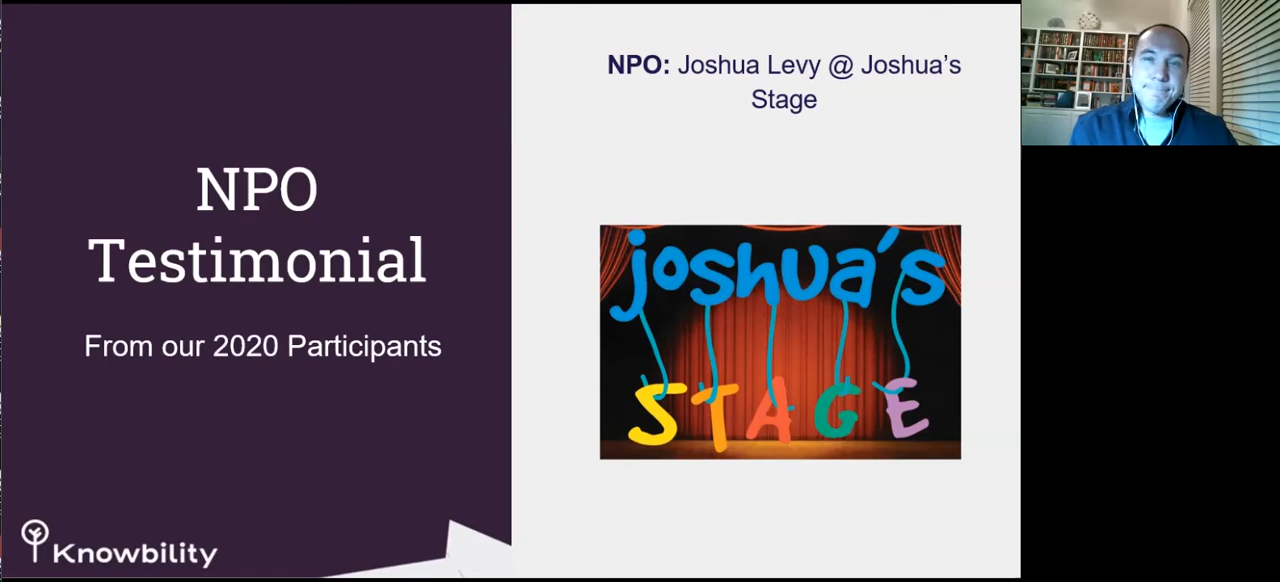 NPO
Testimonial
From our 2020 Participants
Knowbility
NPO: Joshua Levy @ Joshua’s
Stage
joshua's
STAGE